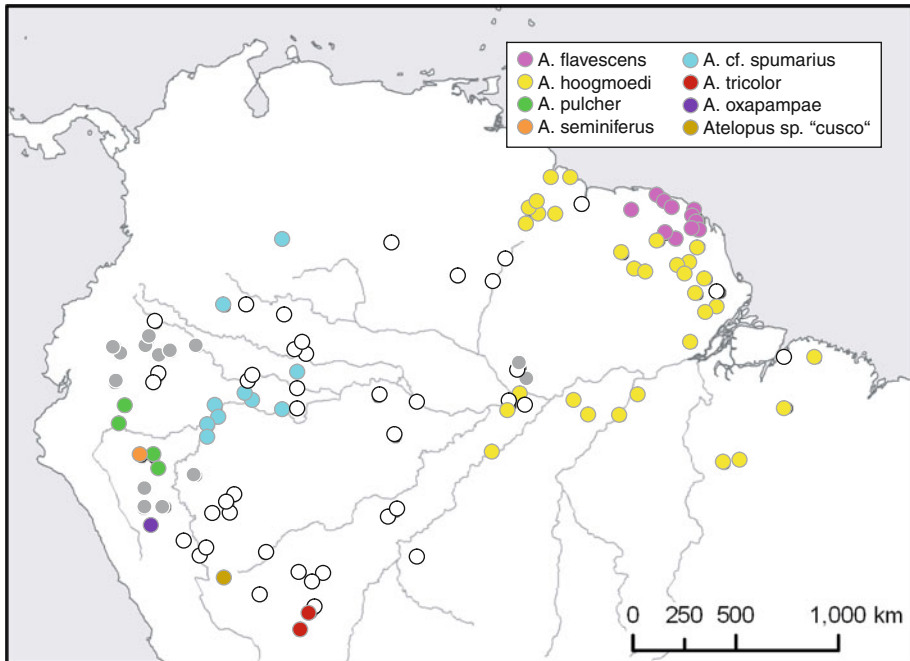 A. flavescens
A. hoogmoedi
A. pulcher
A. seminiferus
A. cf. spumarius
A. tricolor
A. oxapampae
Atelopus sp. “cusco“
0 250 500 1,000 km